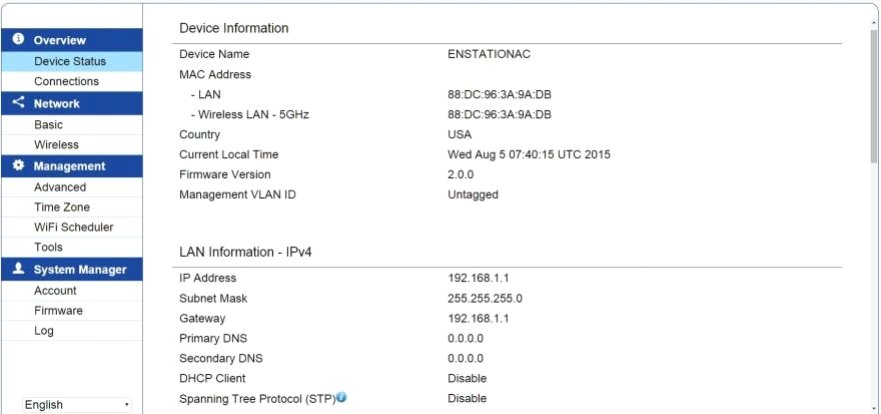 Overview
Device Status
Connections
Network
Basic
Wireless
Management
Advanced
Time Zone
WiFi Scheduler
Tools
System Manager
Account
Firmware
Log
English
Device Information
Device Name ENSTATIONAC
MAC Address
- LAN 88:DC:96:3A:9A:DB
- Wireless LAN - 5GHz 88:DC:96:3A:9A:DB
Country USA
Current Local Time Wed Aug 5 07:40:15 UTC 2015
Firmware Version 2.0.0
Management VLAN ID Untagged
LAN Information - IPv4
IP Address 192.168.1.1
Subnet Mask 255.255.255.0
Gateway 192.168.1.1
Primary DNS 0.0.0.0
Secondary DNS 0.0.0.0
DHCP Client Disable
Spanning Tree Protocol (STP) Disable